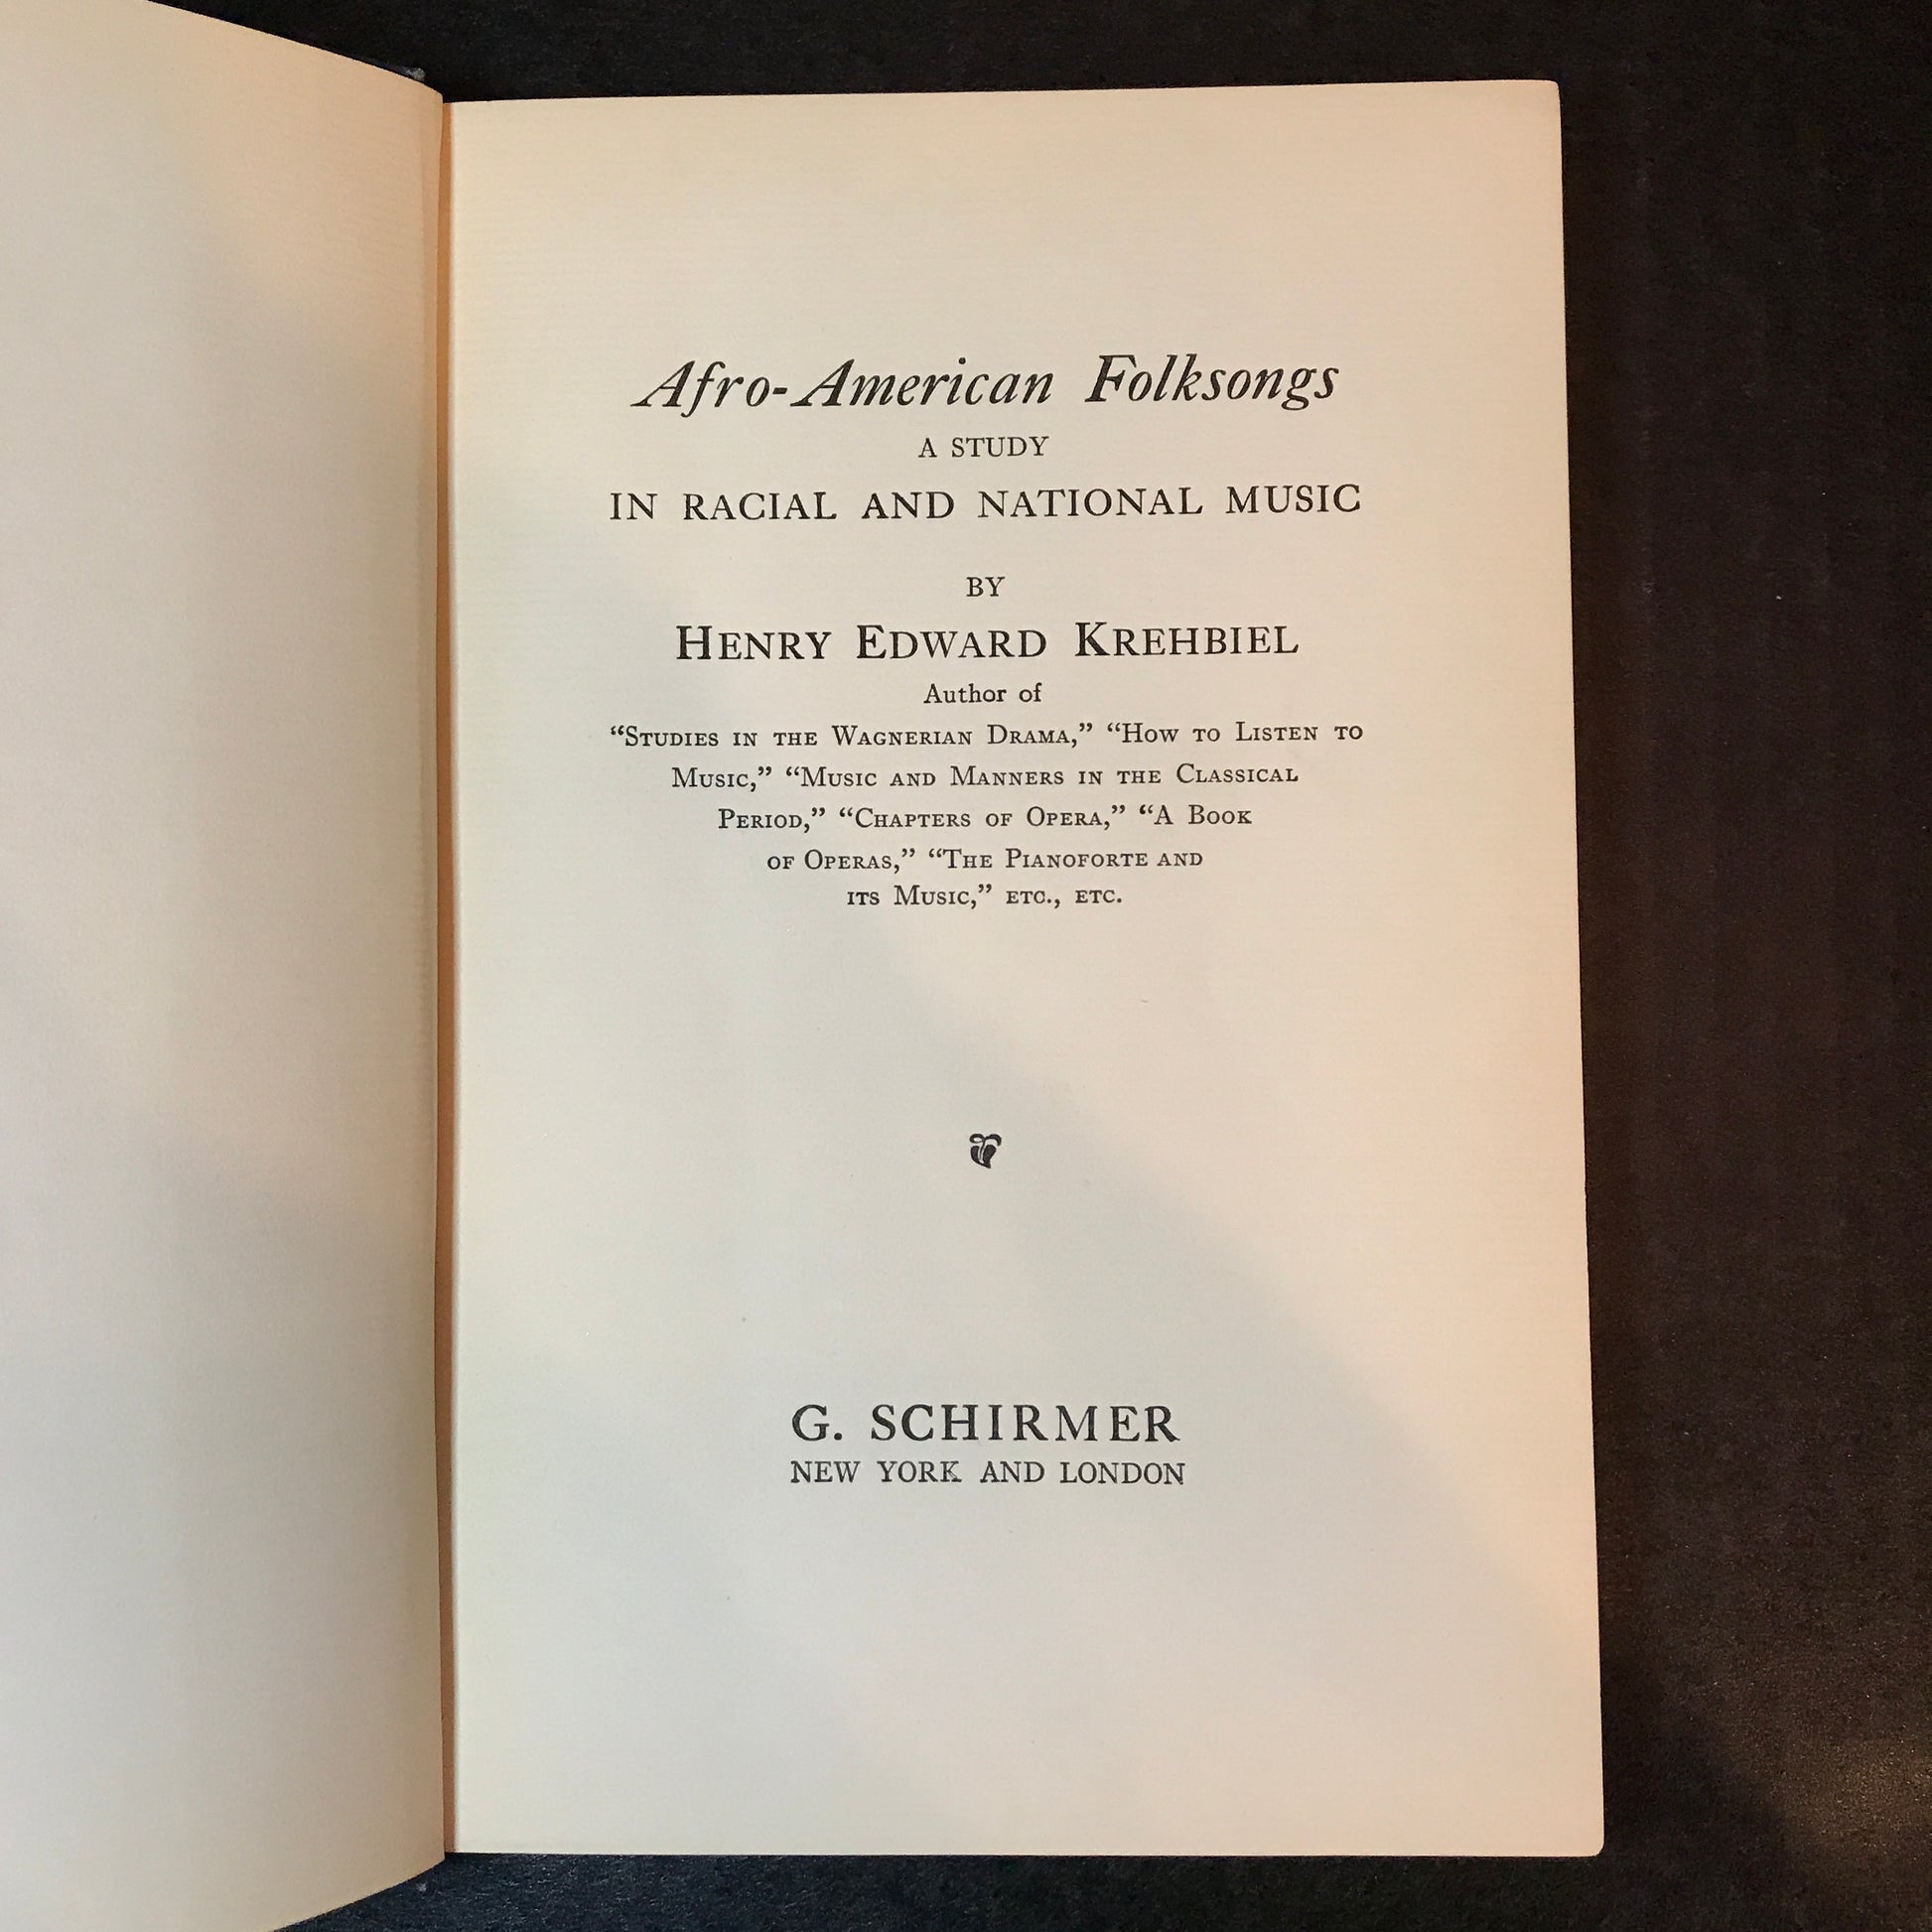 Afro-American Folksongs
A STUDY
IN RACIAL AND NATIONAL MUSIC
BY
HENRY EDWARD KREHBIEL
Author of
“STUDIES IN THE WAGNERIAN DRAMA,” “HOW TO LISTEN TO
MUSIC,” “MUSIC AND MANNERS IN THE CLASSICAL
PERIOD,” “CHAPTERS OF OPERA,” “A BOOK
OF OPERAS,” “THE PIANOFORTE AND
ITS MUSIC,” ETC., ETC.
G. SCHIRMER
NEW YORK AND LONDON